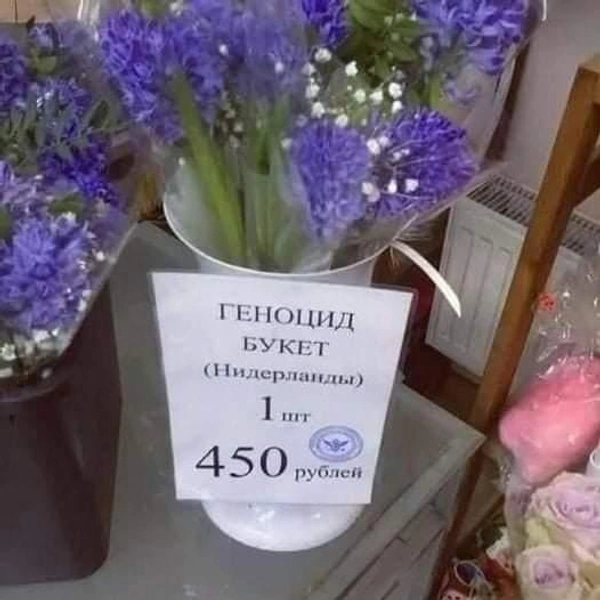 ГЕНОЦИД
БУКЕТ
(Нидерланды)
1 шт
450 рублей